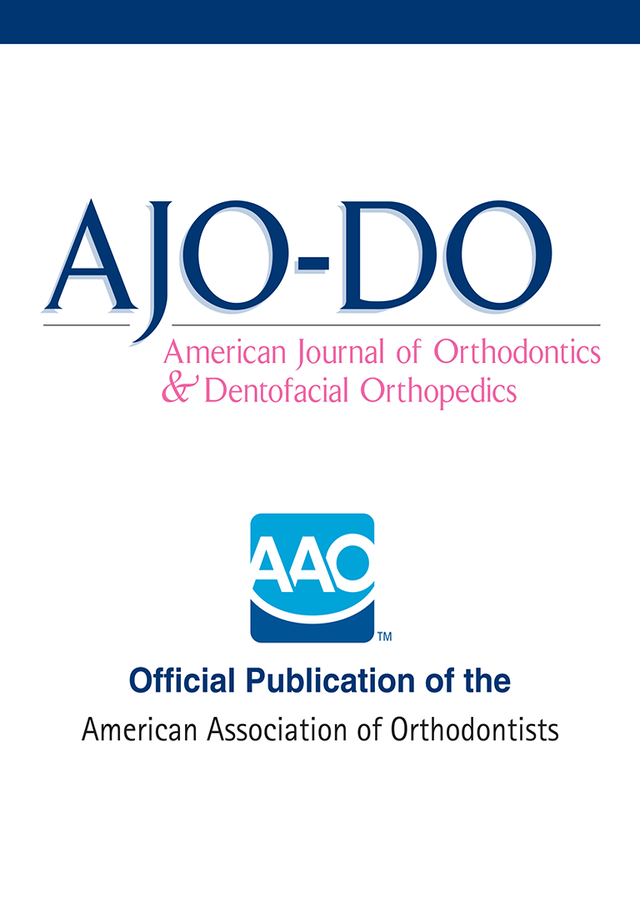 AJO-DO
American Journal of Orthodontics
& Dentofacial Orthopedics
AAO
TM
Official Publication of the
American Association of Orthodontists